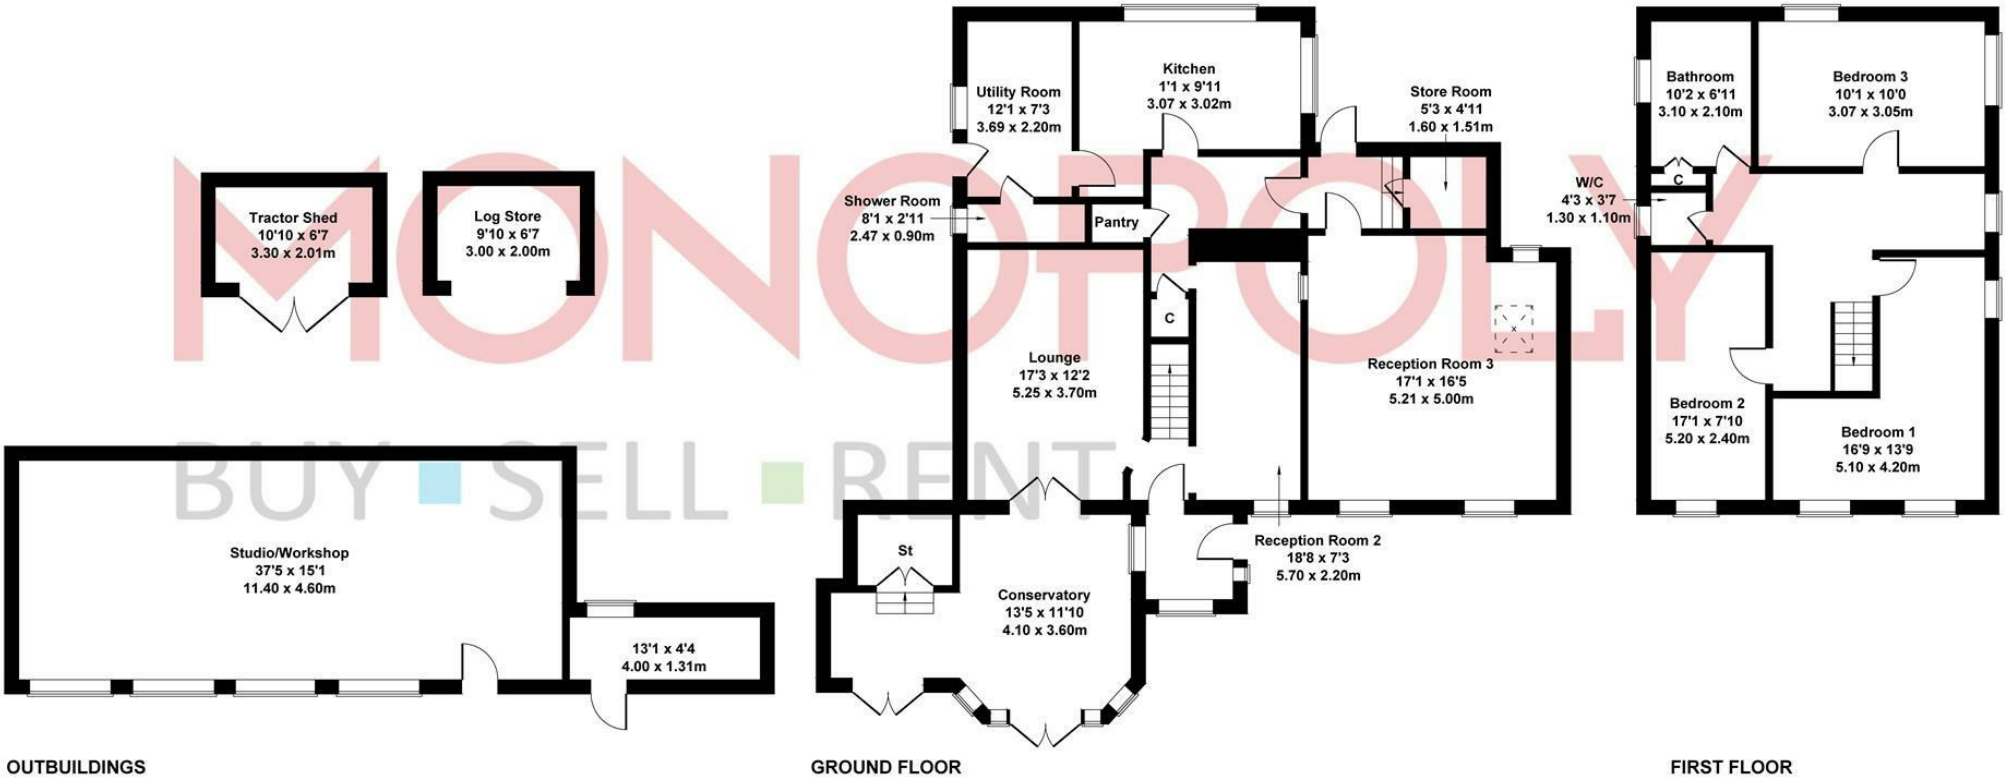 MONOPOLY
BUY SELL RENT
Tractor Shed
10'10 x 6'7
3.30 x 2.01m
Log Store
9'10 x 6'7
3.00 x 2.00m
Studio/Workshop
37'5 x 15'1
11.40 x 4.60m
13'1 x 4'4
4.00 x 1.31m
OUTBUILDINGS
Utility Room
12'1 x 7'3
3.69 x 2.20m
Kitchen
1'1 x 9'11
3.07 x 3.02m
Store Room
5'3 x 4'11
1.60 x 1.51m
Shower Room
8'1 x 2'11
2.47 x 0.90m
Pantry
C
Lounge
17'3 x 12'2
5.25 x 3.70m
Reception Room 3
17'1 x 16'5
5.21 x 5.00m
Reception Room 2
18'8 x 7'3
5.70 x 2.20m
St
Conservatory
13'5 x 11'10
4.10 x 3.60m
GROUND FLOOR
Bathroom
10'2 x 6'11
3.10 x 2.10m
Bedroom 3
10'1 x 10'0
3.07 x 3.05m
C
W/C
4'3 x 3'7
1.30 x 1.10m
Bedroom 2
17'1 x 7'10
5.20 x 2.40m
Bedroom 1
16'9 x 13'9
5.10 x 4.20m
FIRST FLOOR